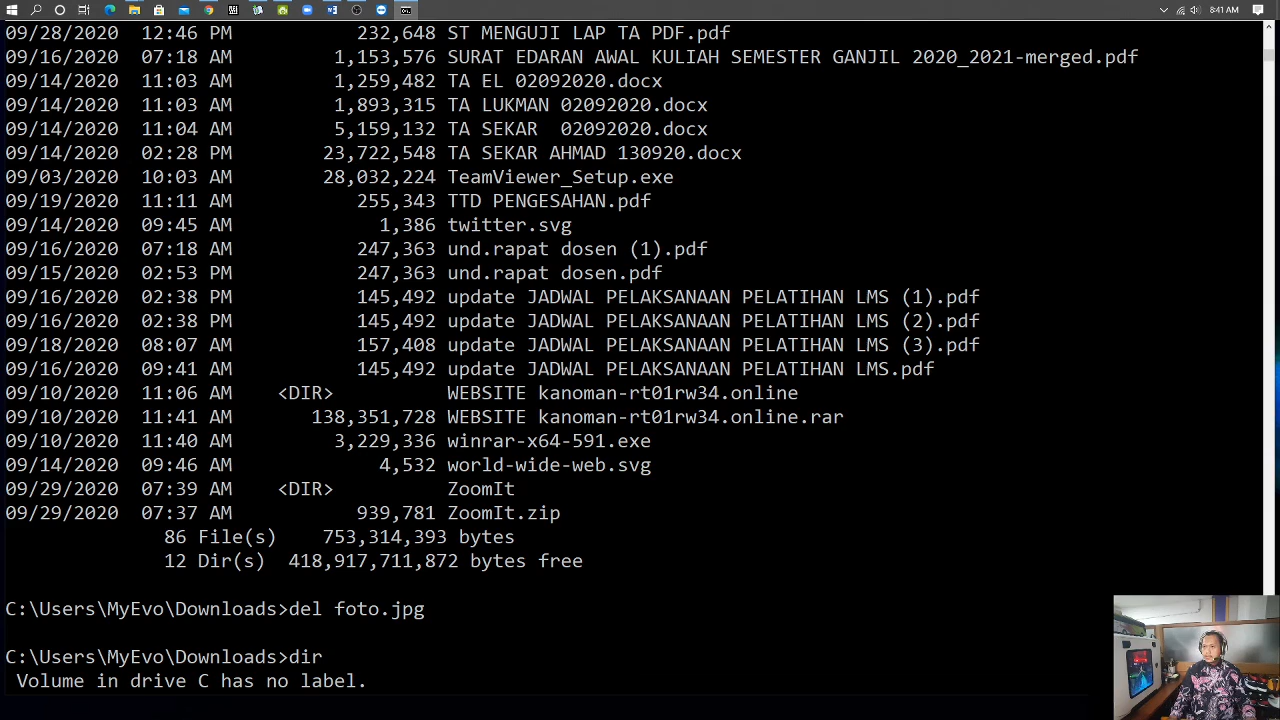 8:41 AM
09/28/2020  12:46 PM           232,648 ST MENGUJI LAP TA PDF.pdf
09/16/2020  07:18 AM         1,153,576 SURAT EDARAN AWAL KULIAH SEMESTER GANJIL 2020_2021-merged.pdf
09/14/2020  11:03 AM         1,259,482 TA EL 02092020.docx
09/14/2020  11:03 AM         1,893,315 TA LUKMAN 02092020.docx
09/14/2020  11:04 AM         5,159,132 TA SEKAR  02092020.docx
09/14/2020  02:28 PM        23,722,548 TA SEKAR AHMAD 130920.docx
09/03/2020  10:03 AM        28,032,224 TeamViewer_Setup.exe
09/19/2020  11:11 AM           255,343 TTD PENGESAHAN.pdf
09/14/2020  09:45 AM             1,386 twitter.svg
09/16/2020  07:18 AM           247,363 und.rapat dosen (1).pdf
09/15/2020  02:53 PM           247,363 und.rapat dosen.pdf
09/16/2020  02:38 PM           145,492 update JADWAL PELAKSANAAN PELATIHAN LMS (1).pdf
09/16/2020  02:38 PM           145,492 update JADWAL PELAKSANAAN PELATIHAN LMS (2).pdf
09/18/2020  08:07 AM           157,408 update JADWAL PELAKSANAAN PELATIHAN LMS (3).pdf
09/16/2020  09:41 AM           145,492 update JADWAL PELAKSANAAN PELATIHAN LMS.pdf
09/10/2020  11:06 AM    <DIR>          WEBSITE kanoman-rt01rw34.online
09/10/2020  11:41 AM       138,351,728 WEBSITE kanoman-rt01rw34.online.rar
09/10/2020  11:40 AM         3,229,336 winrar-x64-591.exe
09/14/2020  09:46 AM             4,532 world-wide-web.svg
09/29/2020  07:39 AM    <DIR>          ZoomIt
09/29/2020  07:37 AM           939,781 ZoomIt.zip
86 File(s)    753,314,393 bytes
12 Dir(s)  418,917,711,872 bytes free
C:\Users\MyEvo\Downloads>del foto.jpg
C:\Users\MyEvo\Downloads>dir
Volume in drive C has no label.